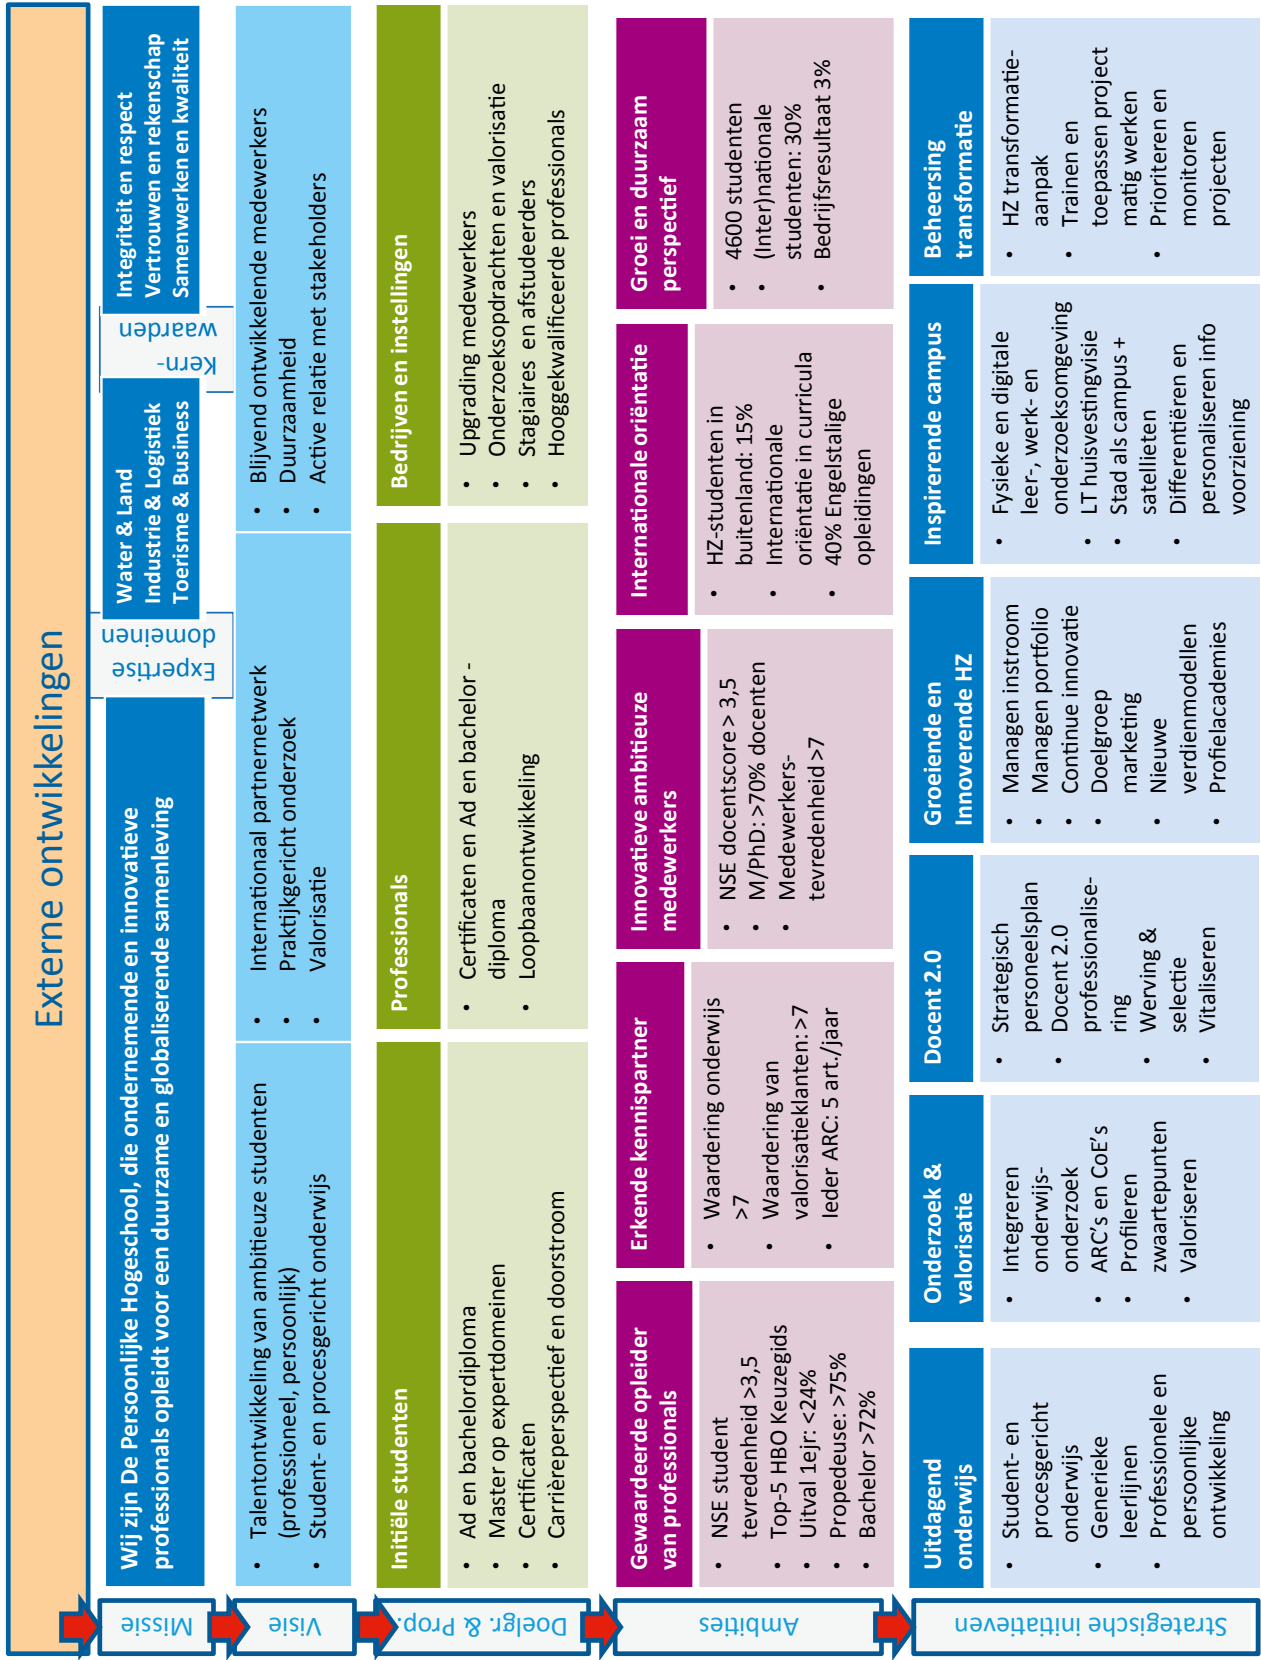 Externe ontwikkelingen
Missie
Wij zijn De Persoonlijke Hogeschool, die ondernemende en innovatieve
professionals opleidt voor een duurzame en globaliserende samenleving
Expertise
domeinen
Water & Land
Industrie & Logistiek
Toerisme & Business
Kern-
waarden
Integriteit en respect
Vertrouwen en rekenschap
Samenwerken en kwaliteit
Visie
• Talentontwikkeling van ambitieuze studenten
(professioneel, persoonlijk)
• Student- en procesgericht onderwijs
• Internationaal partnernetwerk
• Praktijkgericht onderzoek
• Valorisatie
• Blijvend ontwikkelende medewerkers
• Duurzaamheid
• Active relatie met stakeholders
Doelgr. & Prop.
Initiële studenten
• Ad en bachelordiploma
• Master op expertdomeinen
• Certificaten
• Carrièreperspectief en doorstroom
Professionals
• Certificaten en Ad en bachelor -
diploma
• Loopbaanontwikkeling
Bedrijven en instellingen
• Upgrading medewerkers
• Onderzoeksopdrachten en valorisatie
• Stagiaires en afstudeerders
• Hooggekwalificeerde professionals
Ambities
Gewaardeerde opleider
van professionals
• NSE student
tevredenheid >3,5
• Top-5 HBO Keuzegids
• Uitval 1ejr: <24%
• Propedeuse: >75%
• Bachelor >72%
Erkende kennispartner
• Waardering onderwijs
>7
• Waardering van
valorisatieklanten: >7
• Ieder ARC: 5 art./jaar
Innovatieve ambitieuze
medewerkers
• NSE docentscore > 3,5
• M/PhD: >70% docenten
• Medewerkers-
tevredenheid >7
Internationale oriëntatie
• HZ-studenten in
buitenland: 15%
• Internationale
oriëntatie in curricula
• 40% Engelstalige
opleidingen
Groei en duurzaam
perspectief
• 4600 studenten
• (Inter)nationale
studenten: 30%
• Bedrijfsresultaat 3%
Strategische initiatieven
Uitdagend
onderwijs
• Student- en
procesgericht
onderwijs
• Generieke
leerlijnen
• Professionele en
persoonlijke
ontwikkeling
Onderzoek &
valorisatie
• Integreren
onderwijs-
onderzoek
• ARC's en CoE's
• Profileren
zwaartepunten
• Valoriseren
Docent 2.0
• Strategisch
personeelsplan
• Docent 2.0
professionalise-
ring
• Werving &
selectie
• Vitaliseren
Groeiende en
Innoverende HZ
• Managen instroom
• Managen portfolio
• Continue innovatie
• Doelgroep
marketing
• Nieuwe
verdienmodellen
• Profielacademies
Inspirerende campus
• Fysieke en digitale
leer-, werk- en
onderzoeksomgeving
• LT huisvestingvisie
• Stad als campus +
satellieten
• Differentiëren en
personaliseren info
voorziening
Beheersing
transformatie
• HZ transformatie-
aanpak
• Trainen en
toepassen project
matig werken
• Prioriteren en
monitoren
projecten